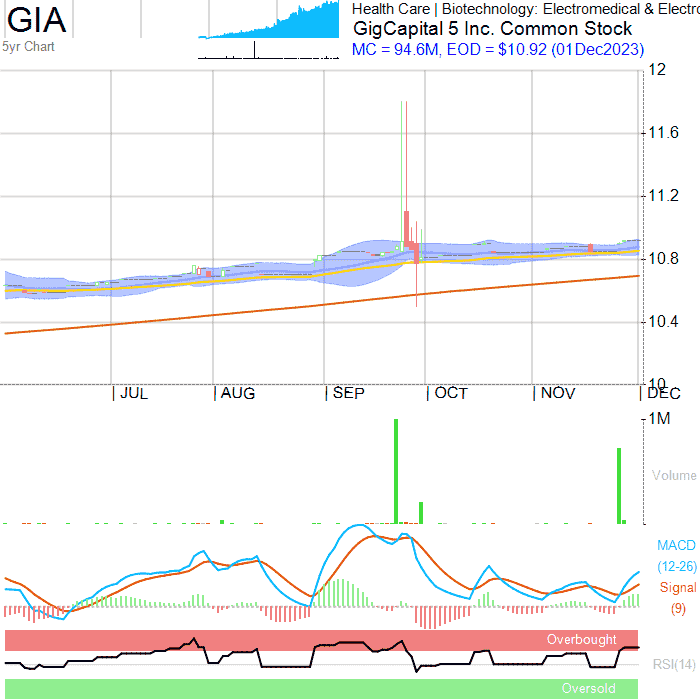 GIA
5yr Chart
Health Care | Biotechnology: Electromedical & Electro
GigCapital 5 Inc. Common Stock
MC = 94.6M, EOD = $10.92 (01Dec2023)
12
11.6
11.2
10.8
10.4
10
JUL AUG SEP OCT NOV DEC
1M
Volume
MACD
(12-26)
Signal
(9)
Overbought
RSI(14)
Oversold